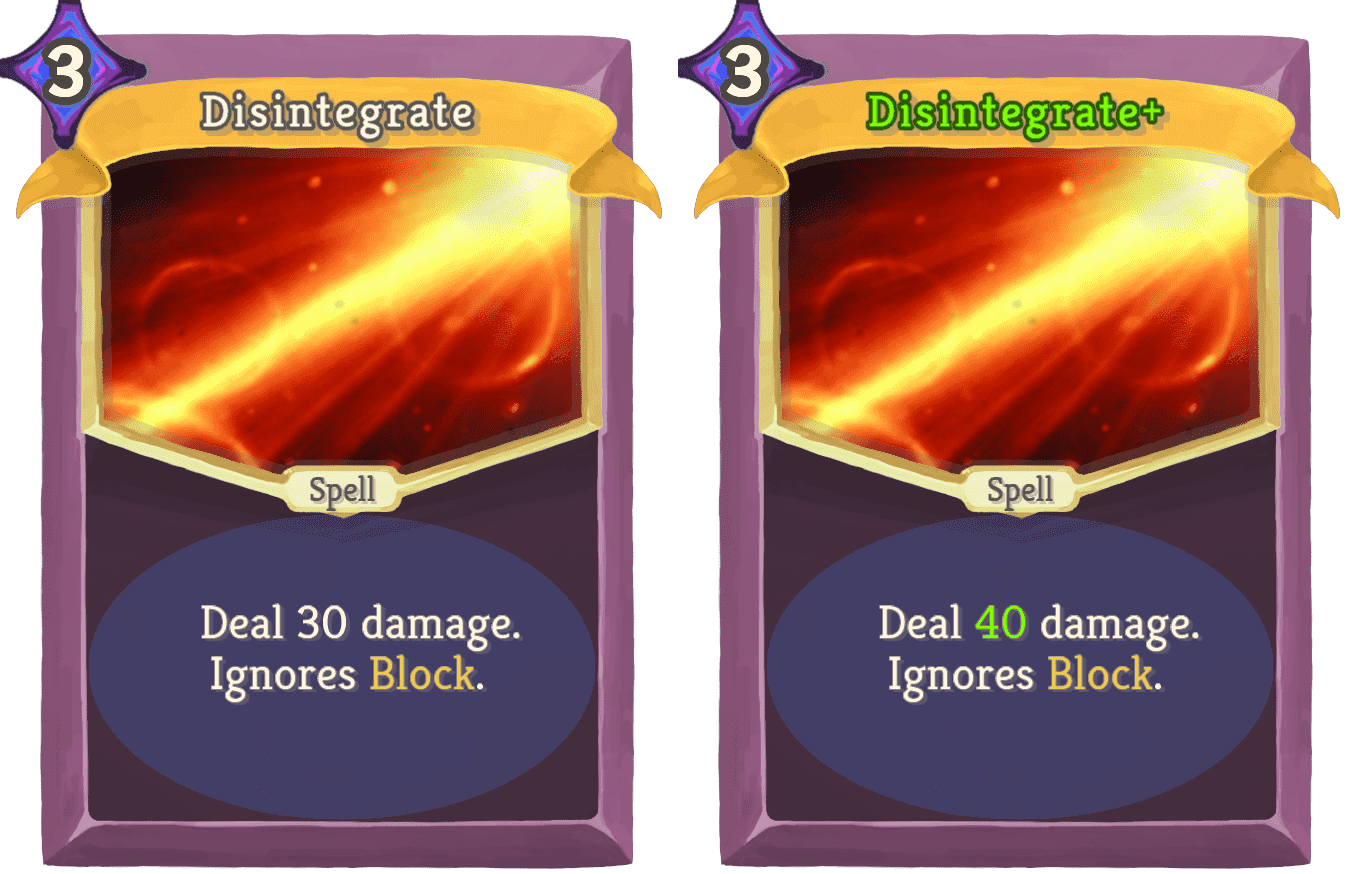 3
Disintegrate
Spell
Deal 30 damage.
Ignores Block.
3
Disintegrate+
Spell
Deal 40 damage.
Ignores Block.